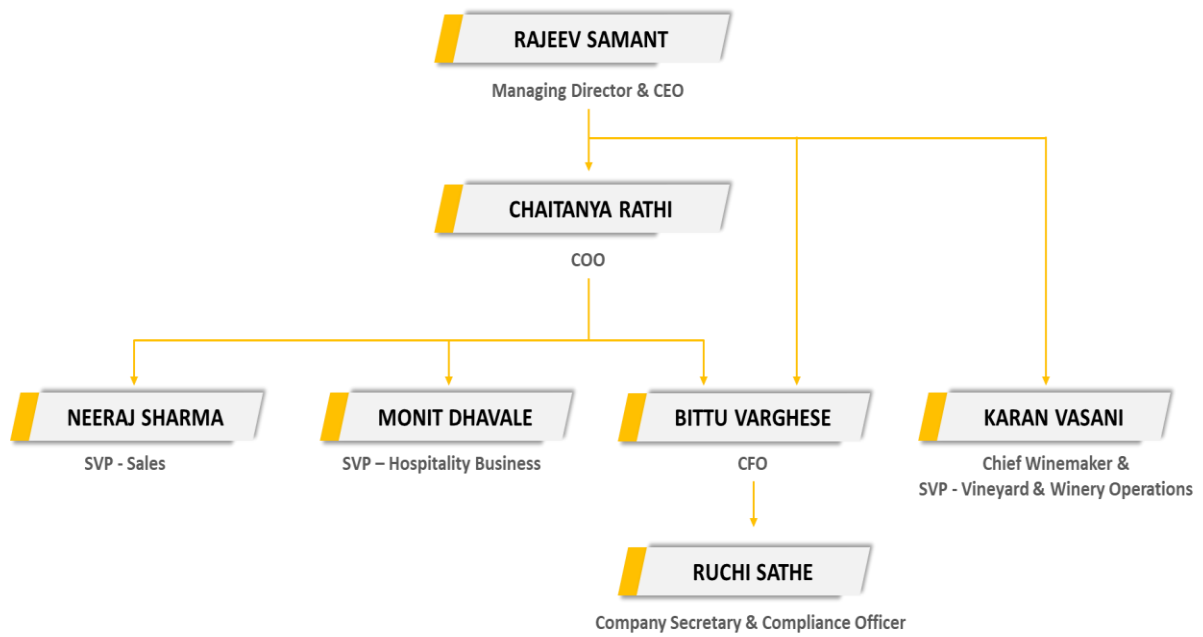 RAJEEV SAMANT
Managing Director & CEO
CHAITANYA RATHI
COO
NEERAJ SHARMA
SVP - Sales
MONIT DHAVALE
SVP – Hospitality Business
BITTU VARGHESE
CFO
KARAN VASANI
Chief Winemaker &
SVP - Vineyard & Winery Operations
RUCHI SATHE
Company Secretary & Compliance Officer